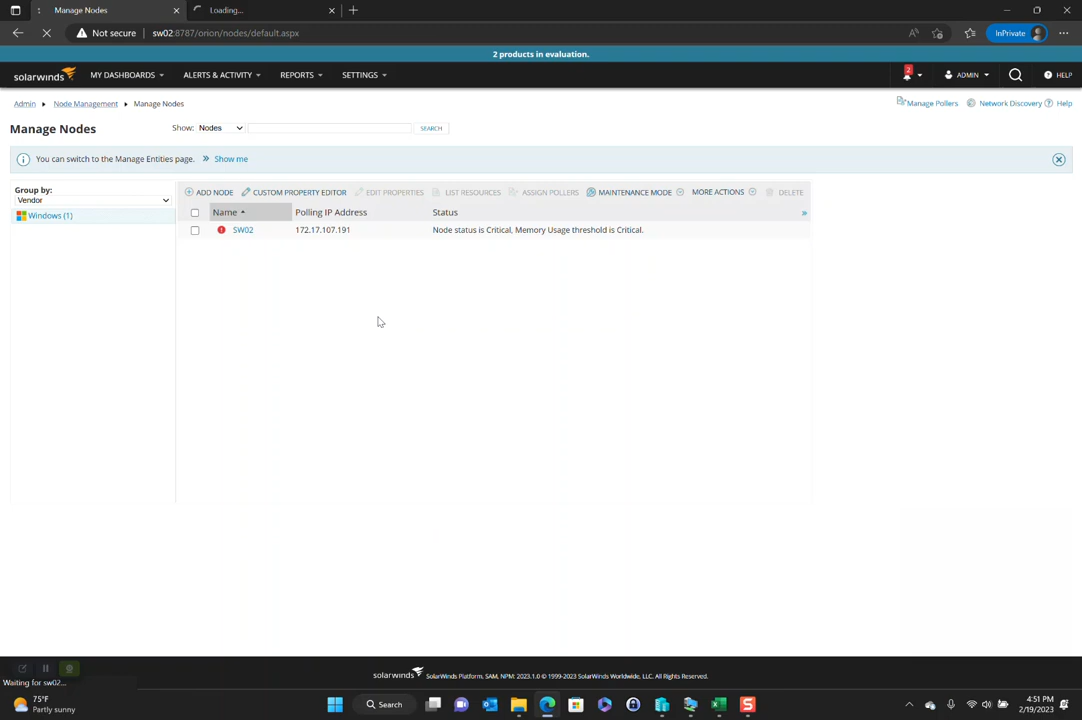 Manage Nodes
Loading...
Not secure
sw02:8787/orion/nodes/default.aspx
InPrivate
2 products in evaluation.
solarwinds
MY DASHBOARDS
ALERTS & ACTIVITY
REPORTS
SETTINGS
2
ADMIN
HELP
Admin
Node Management
Manage Nodes
Manage Pollers
Network Discovery
Help
Manage Nodes
Show: Nodes
SEARCH
You can switch to the Manage Entities page. » Show me
Group by:
Vendor
Windows (1)
ADD NODE
CUSTOM PROPERTY EDITOR
EDIT PROPERTIES
LIST RESOURCES
ASSIGN POLLERS
MAINTENANCE MODE
MORE ACTIONS
DELETE
Name
Polling IP Address
Status
»
SW02
172.17.107.191
Node status is Critical, Memory Usage threshold is Critical.
solarwinds
SolarWinds Platform, SAM, NPM: 2023.1.0 © 1999-2023 SolarWinds Worldwide, LLC. All Rights Reserved.
Waiting for sw02...
75°F
Partly sunny
Search
4:51 PM
2/19/2023